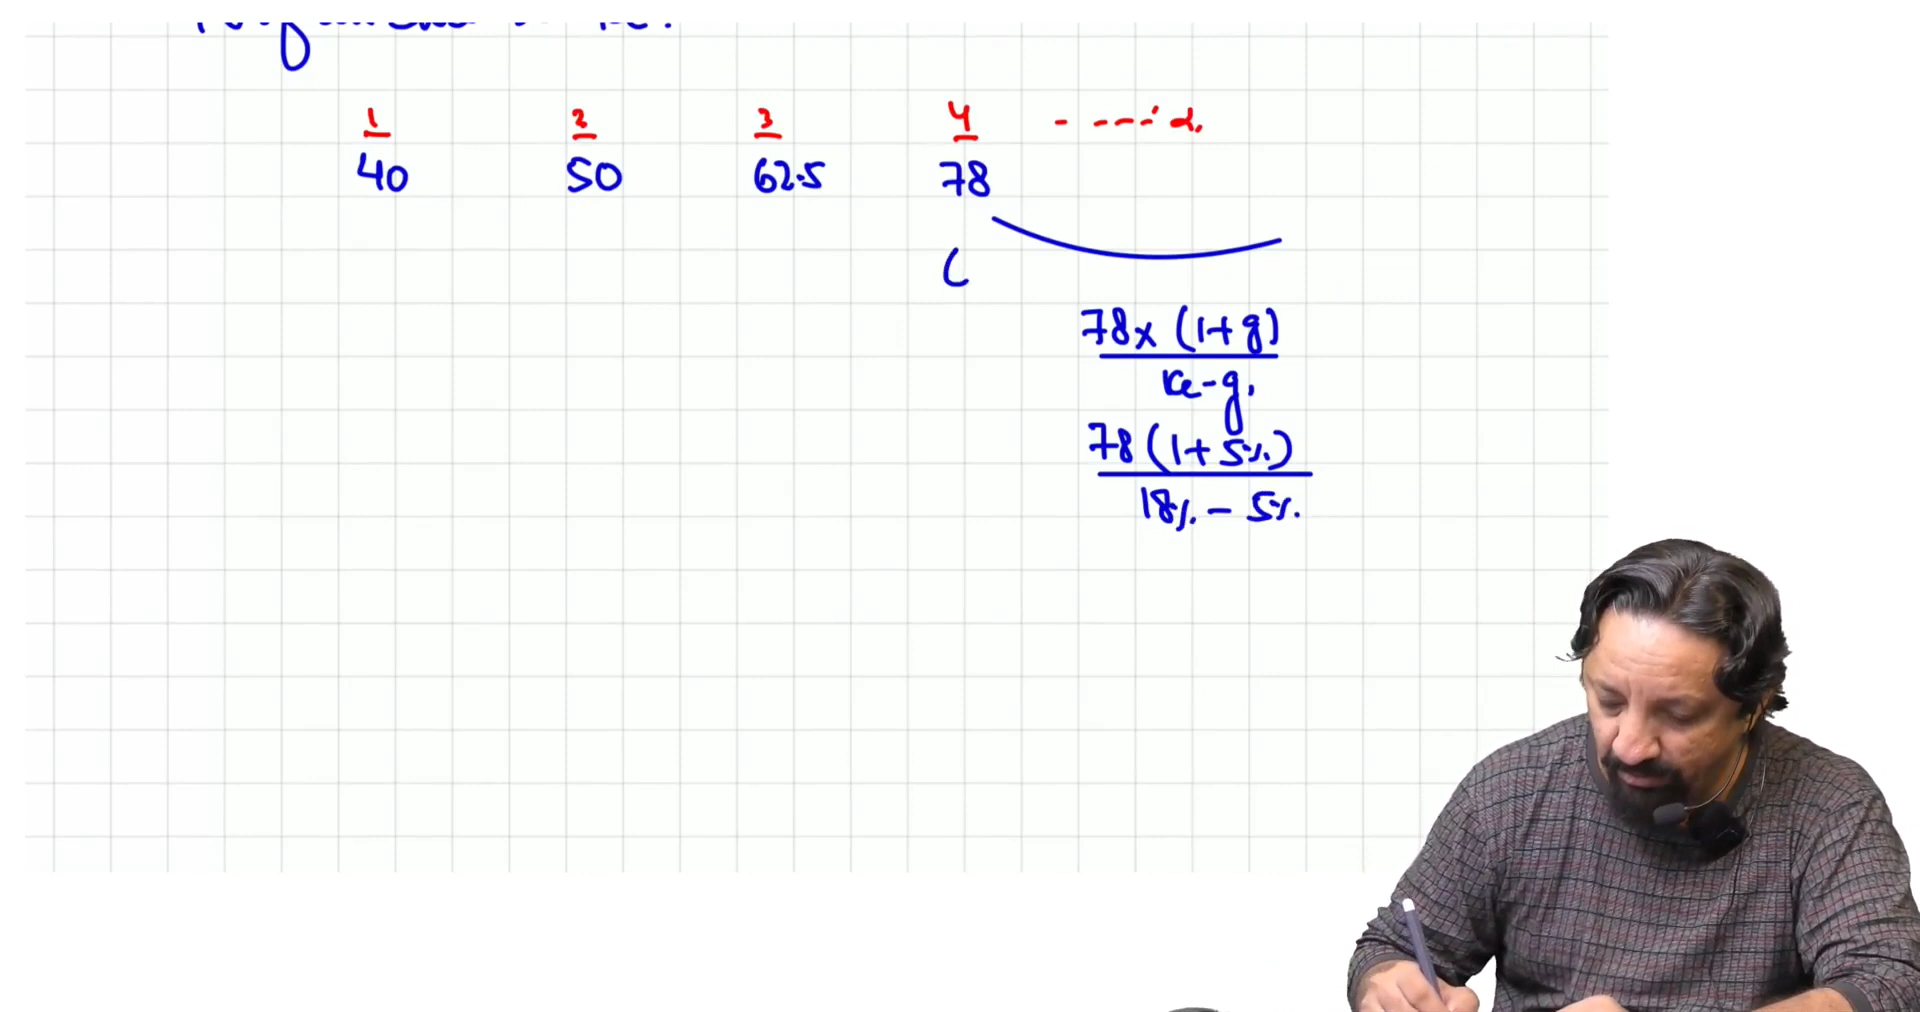 1 2 3 4 - ---- α.
40 50 62.5 78
(
78x (1+g)
Ke-g.
78 (1+5%)
18% - 5%.